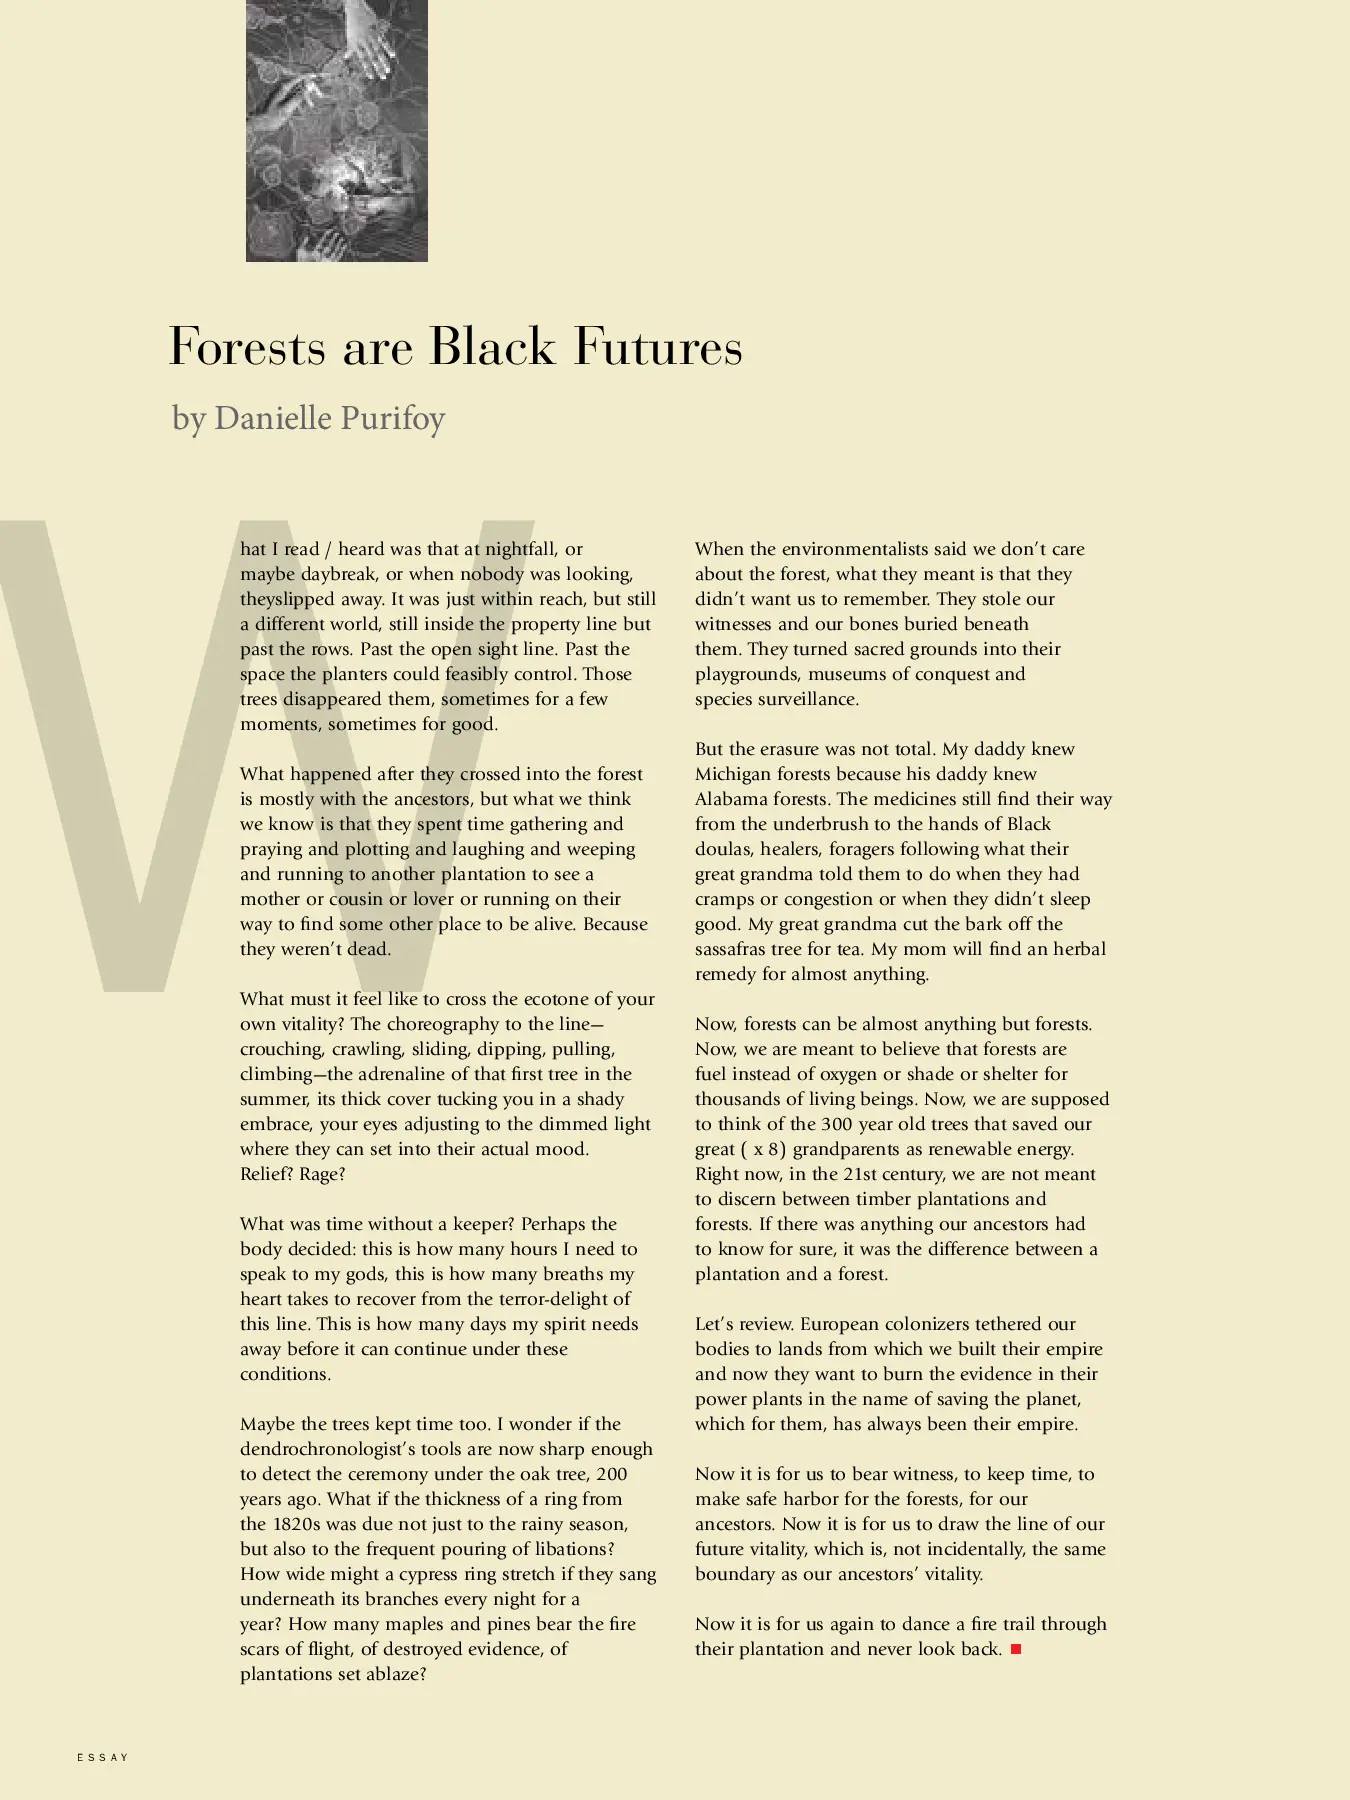 Forests are Black Futures
by Danielle Purifoy
What I read / heard was that at nightfall, or
maybe daybreak, or when nobody was looking,
theyslipped away. It was just within reach, but still
a different world, still inside the property line but
past the rows. Past the open sight line. Past the
space the planters could feasibly control. Those
trees disappeared them, sometimes for a few
moments, sometimes for good.
What happened after they crossed into the forest
is mostly with the ancestors, but what we think
we know is that they spent time gathering and
praying and plotting and laughing and weeping
and running to another plantation to see a
mother or cousin or lover or running on their
way to find some other place to be alive. Because
they weren’t dead.
What must it feel like to cross the ecotone of your
own vitality? The choreography to the line—
crouching, crawling, sliding, dipping, pulling,
climbing—the adrenaline of that first tree in the
summer, its thick cover tucking you in a shady
embrace, your eyes adjusting to the dimmed light
where they can set into their actual mood.
Relief? Rage?
What was time without a keeper? Perhaps the
body decided: this is how many hours I need to
speak to my gods, this is how many breaths my
heart takes to recover from the terror-delight of
this line. This is how many days my spirit needs
away before it can continue under these
conditions.
Maybe the trees kept time too. I wonder if the
dendrochronologist’s tools are now sharp enough
to detect the ceremony under the oak tree, 200
years ago. What if the thickness of a ring from
the 1820s was due not just to the rainy season,
but also to the frequent pouring of libations?
How wide might a cypress ring stretch if they sang
underneath its branches every night for a
year? How many maples and pines bear the fire
scars of flight, of destroyed evidence, of
plantations set ablaze?
When the environmentalists said we don’t care
about the forest, what they meant is that they
didn’t want us to remember. They stole our
witnesses and our bones buried beneath
them. They turned sacred grounds into their
playgrounds, museums of conquest and
species surveillance.
But the erasure was not total. My daddy knew
Michigan forests because his daddy knew
Alabama forests. The medicines still find their way
from the underbrush to the hands of Black
doulas, healers, foragers following what their
great grandma told them to do when they had
cramps or congestion or when they didn’t sleep
good. My great grandma cut the bark off the
sassafras tree for tea. My mom will find an herbal
remedy for almost anything.
Now, forests can be almost anything but forests.
Now, we are meant to believe that forests are
fuel instead of oxygen or shade or shelter for
thousands of living beings. Now, we are supposed
to think of the 300 year old trees that saved our
great ( x 8) grandparents as renewable energy.
Right now, in the 21st century, we are not meant
to discern between timber plantations and
forests. If there was anything our ancestors had
to know for sure, it was the difference between a
plantation and a forest.
Let’s review. European colonizers tethered our
bodies to lands from which we built their empire
and now they want to burn the evidence in their
power plants in the name of saving the planet,
which for them, has always been their empire.
Now it is for us to bear witness, to keep time, to
make safe harbor for the forests, for our
ancestors. Now it is for us to draw the line of our
future vitality, which is, not incidentally, the same
boundary as our ancestors’ vitality.
Now it is for us again to dance a fire trail through
their plantation and never look back.
ESSAY